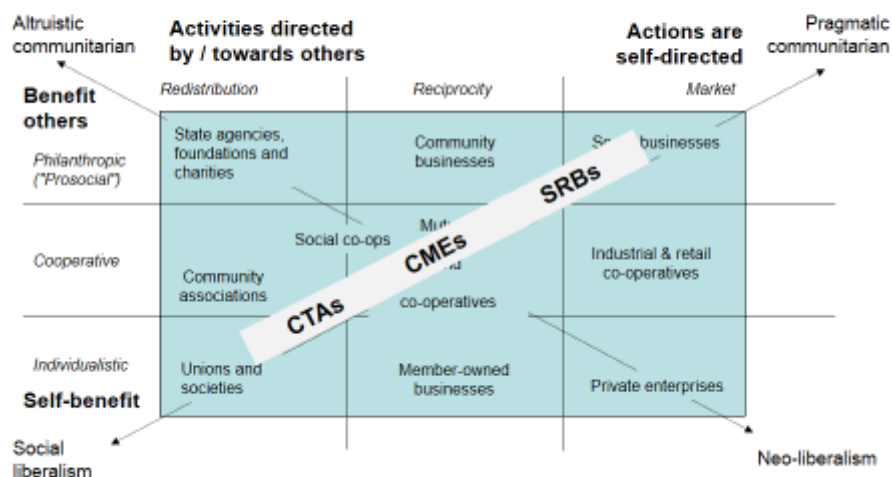 Altruistic
communitarian
Activities directed
by / towards others
Actions are
self-directed
Pragmatic
communitarian
Benefit
others
Redistribution
Reciprocity
Market
Philanthropic
("Prosocial")
State agencies,
foundations and
charities
Community
businesses
businesses
SRBs
Cooperative
Social co-ops
CMEs
Industrial & retail
co-operatives
Community
associations
co-operatives
CTAs
Individualistic
Self-benefit
Unions and
societies
Member-owned
businesses
Private enterprises
Social
liberalism
Neo-liberalism